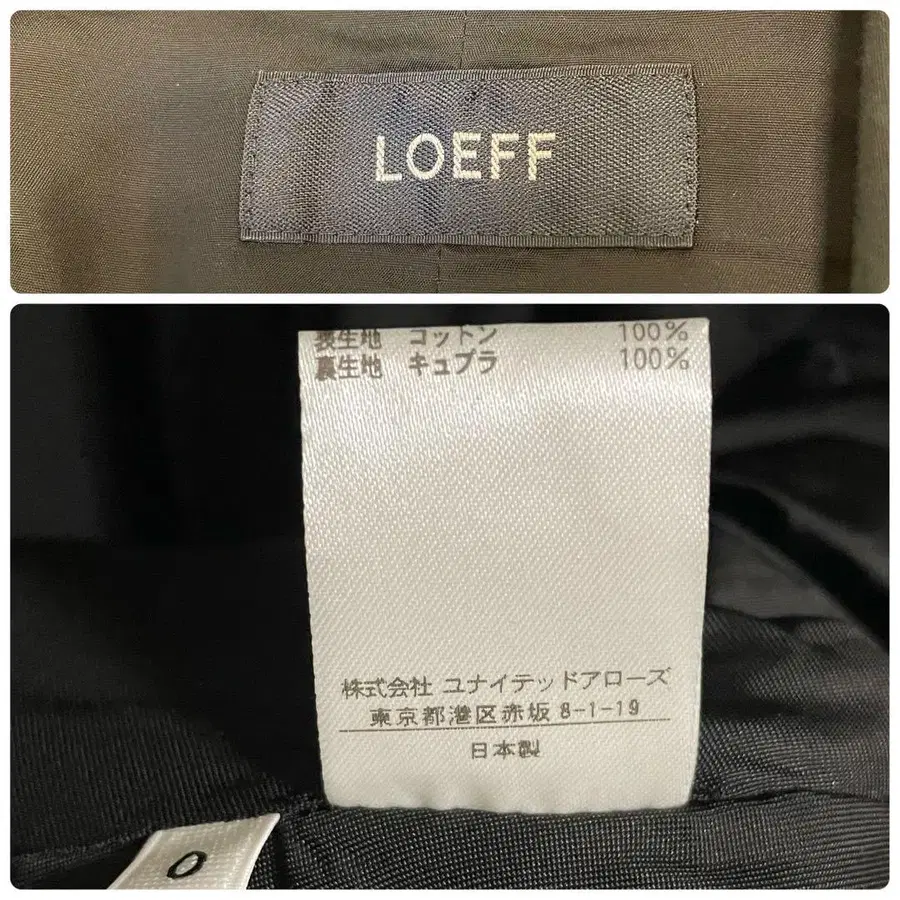 LOEFF
表生地 コットン 100%
裏生地 キュプラ 100%
株式会社 ユナイテッドアローズ
東京都港区赤坂 8-1-19
日本製
0